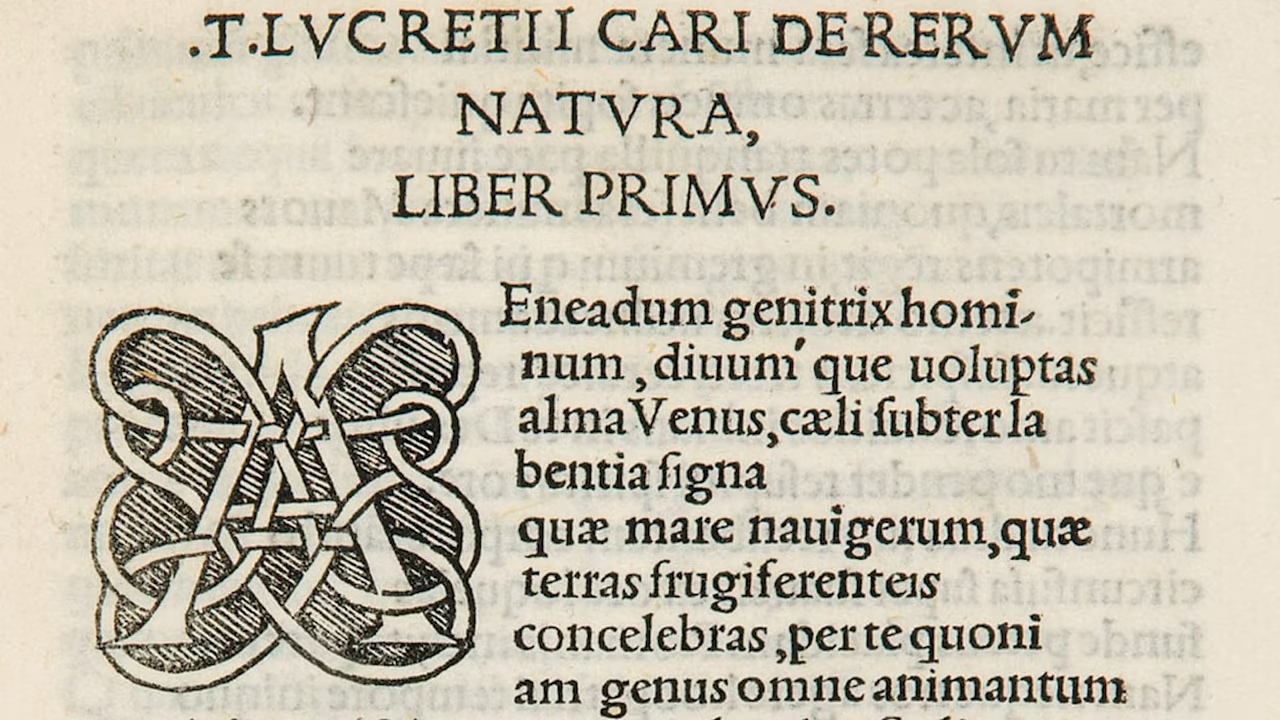 .T.LVCRETII CARI DE RERVM
NATVRA,
LIBER PRIMVS.
AEneadum genitrix homi-
num, diuum´que uoluptas
alma Venus, cæli ſubter la
bentia ſigna
quæ mare nauigerum, quæ
terras frugiferenteis
concelebras, per te quoni
am genus omne animantum